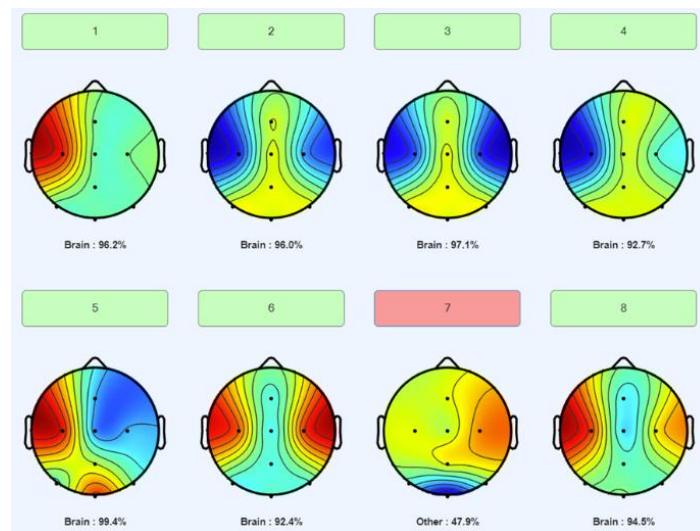 1 2 3 4
Brain : 96.2% Brain : 96.0% Brain : 97.1% Brain : 92.7%
5 6 7 8
Brain : 99.4% Brain : 92.4% Other : 47.9% Brain : 94.5%